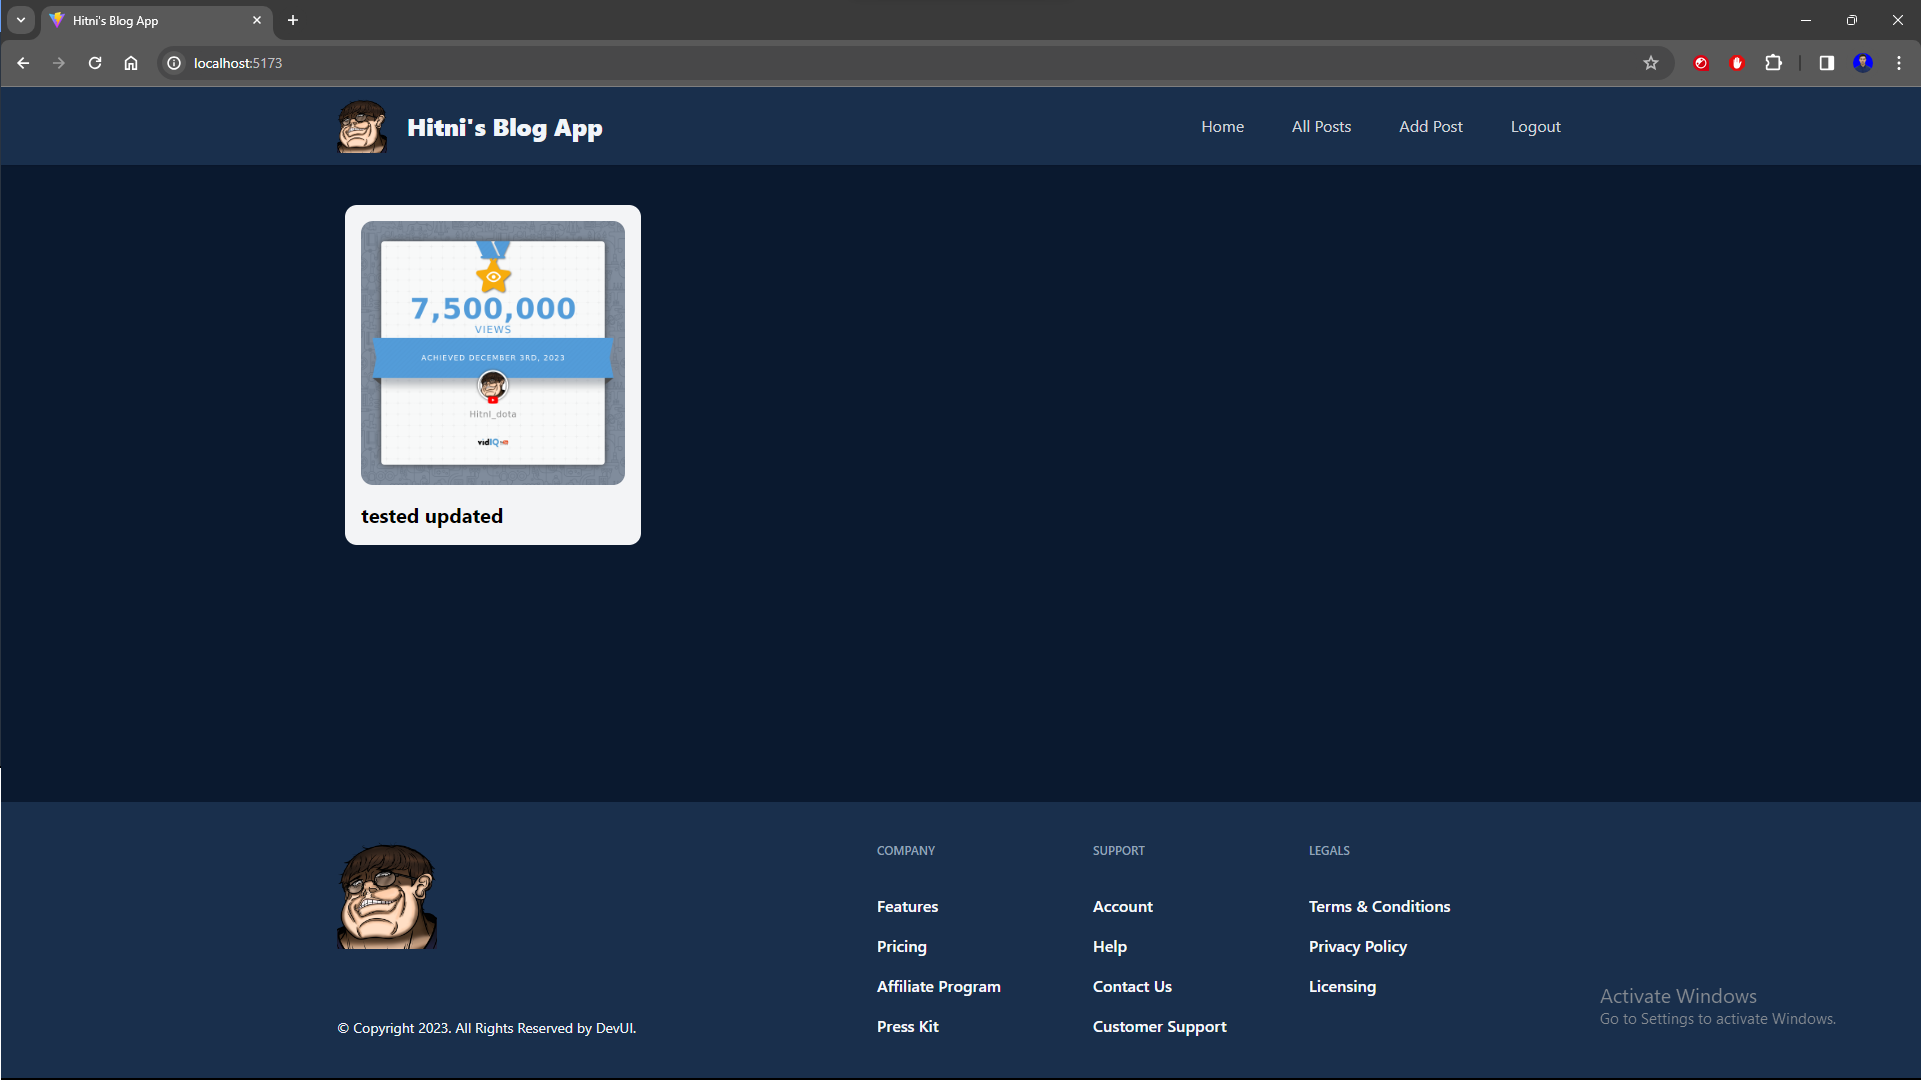 Hitni's Blog App
localhost:5173
Hitni's Blog App
Home
All Posts
Add Post
Logout
7,500,000
VIEWS
ACHIEVED DECEMBER 3RD, 2023
HitnI_dota
vidIQ
tested updated
COMPANY
Features
Pricing
Affiliate Program
Press Kit
SUPPORT
Account
Help
Contact Us
Customer Support
LEGALS
Terms & Conditions
Privacy Policy
Licensing
© Copyright 2023. All Rights Reserved by DevUI.
Activate Windows
Go to Settings to activate Windows.